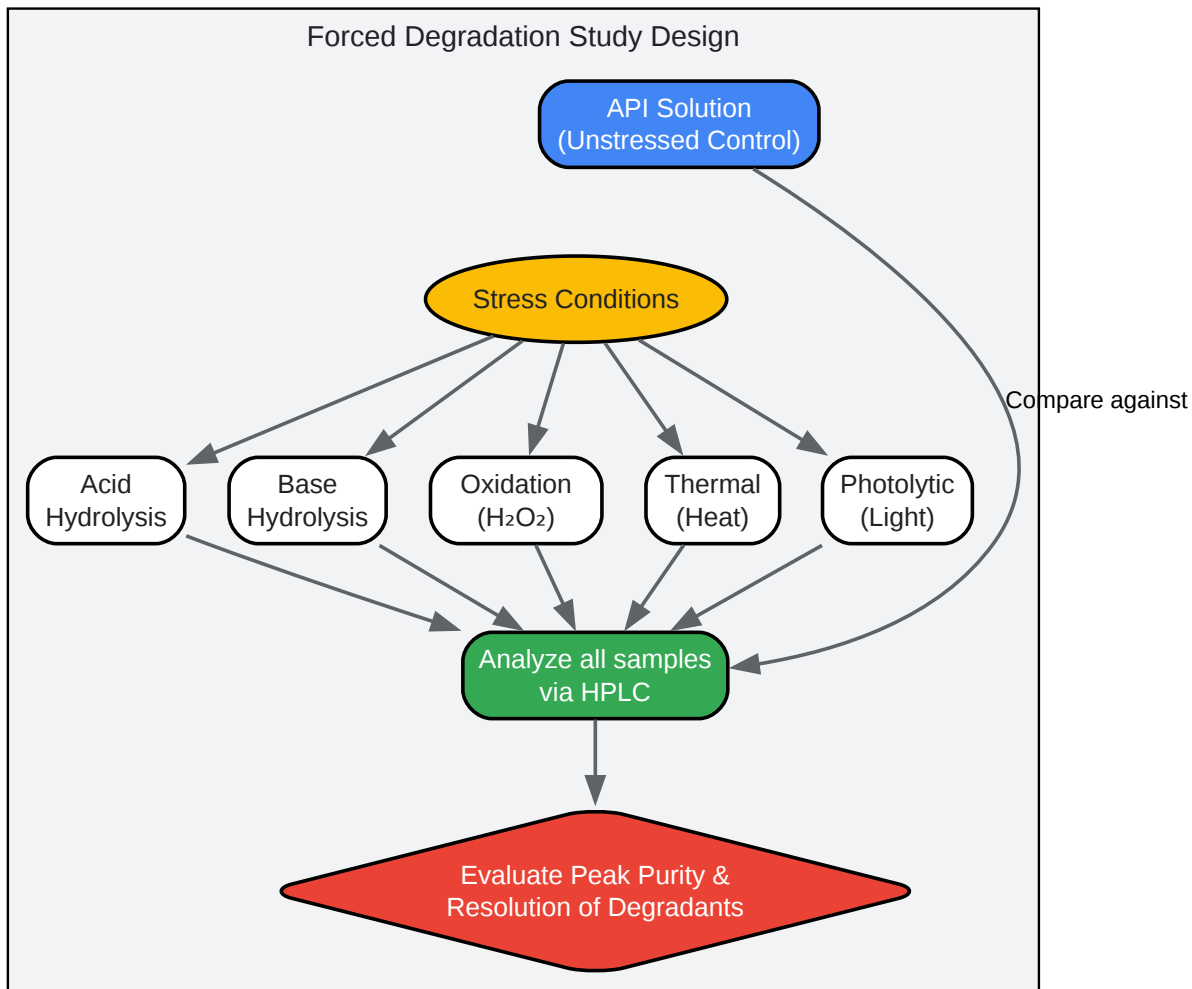 Forced Degradation Study Design
API Solution
(Unstressed Control)
Stress Conditions
Compare against
Acid
Hydrolysis
Base
Hydrolysis
Oxidation
(H₂O₂)
Thermal
(Heat)
Photolytic
(Light)
Analyze all samples
via HPLC
Evaluate Peak Purity &
Resolution of Degradants